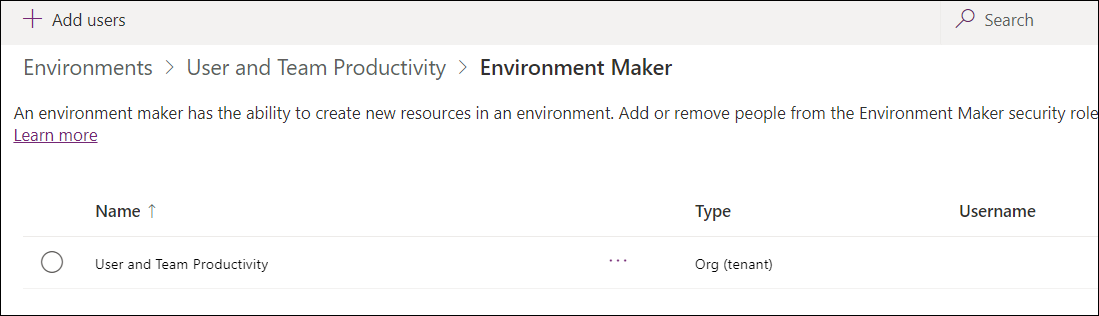 Add users
Search
Environments > User and Team Productivity > Environment Maker
An environment maker has the ability to create new resources in an environment. Add or remove people from the Environment Maker security role
Learn more
Name ↑ Type Username
User and Team Productivity ... Org (tenant)